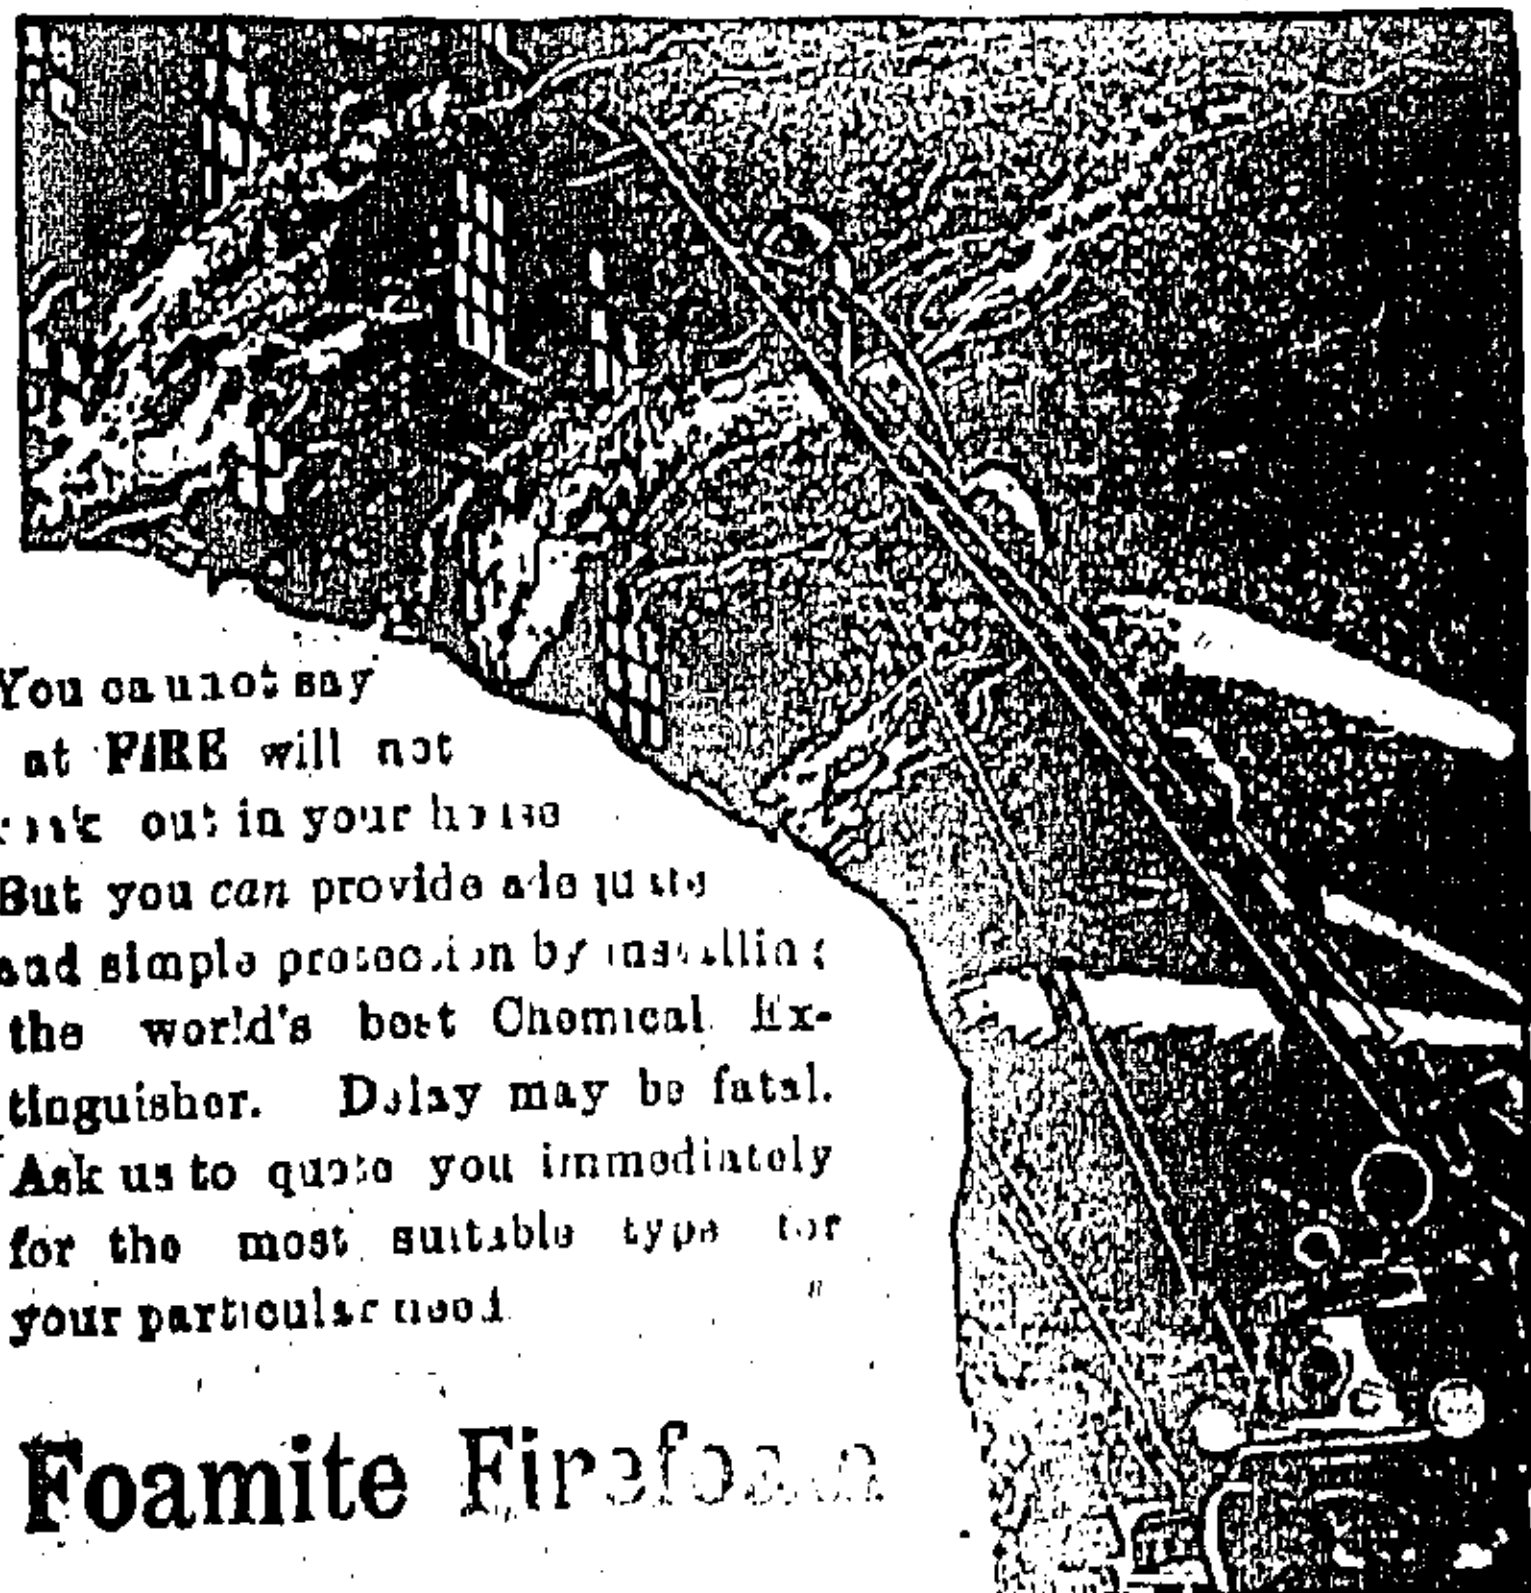 You cannot say
at FIRE will not
out in your house
But you can provide adequate
and simple protection by installing
the world's best Chemical Ex-
tinguisher. Delay may be fatal.
Ask us to quote you immediately
for the most suitable type for
your particular need
Foamite Firefoam